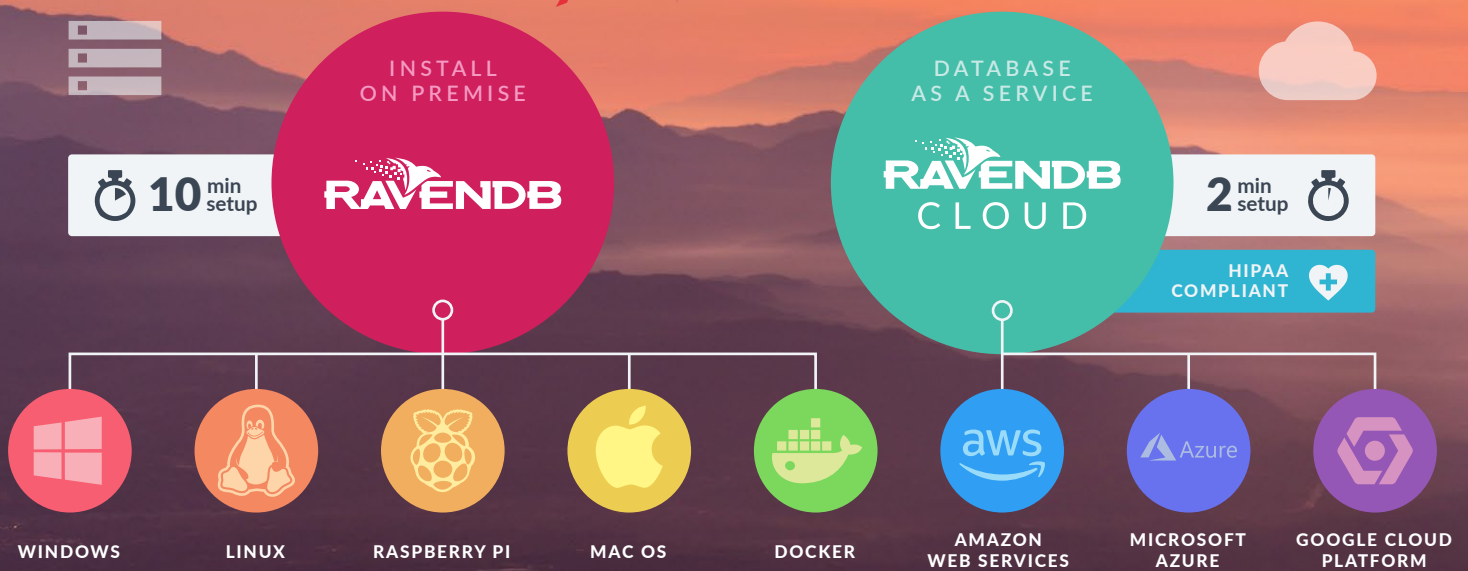 INSTALL
ON PREMISE
RAVENDB
10 min
setup
DATABASE
AS A SERVICE
RAVENDB
CLOUD
2 min
setup
HIPAA
COMPLIANT
aws
Azure
WINDOWS
LINUX
RASPBERRY PI
MAC OS
DOCKER
AMAZON
WEB SERVICES
MICROSOFT
AZURE
GOOGLE CLOUD
PLATFORM